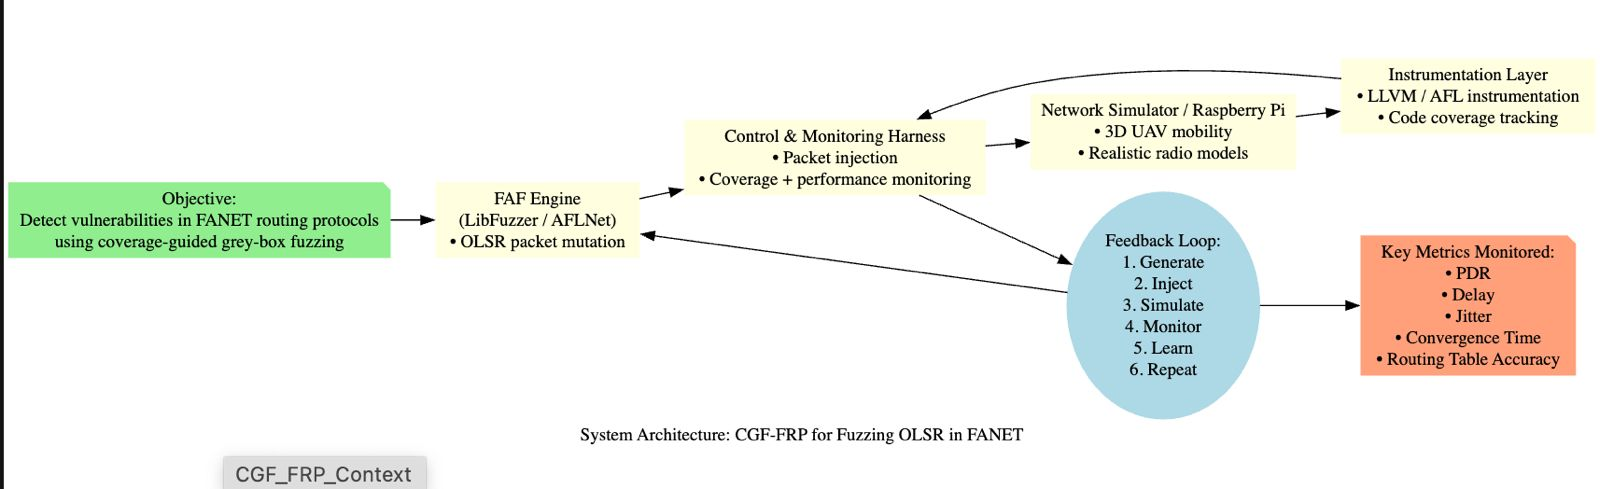 Objective:
Detect vulnerabilities in FANET routing protocols
using coverage-guided grey-box fuzzing
FAF Engine
(LibFuzzer / AFLNet)
• OLSR packet mutation
Control & Monitoring Harness
• Packet injection
• Coverage + performance monitoring
Network Simulator / Raspberry Pi
• 3D UAV mobility
• Realistic radio models
Instrumentation Layer
• LLVM / AFL instrumentation
• Code coverage tracking
Feedback Loop:
1. Generate
2. Inject
3. Simulate
4. Monitor
5. Learn
6. Repeat
Key Metrics Monitored:
• PDR
• Delay
• Jitter
• Convergence Time
• Routing Table Accuracy
System Architecture: CGF-FRP for Fuzzing OLSR in FANET
CGF_FRP_Context